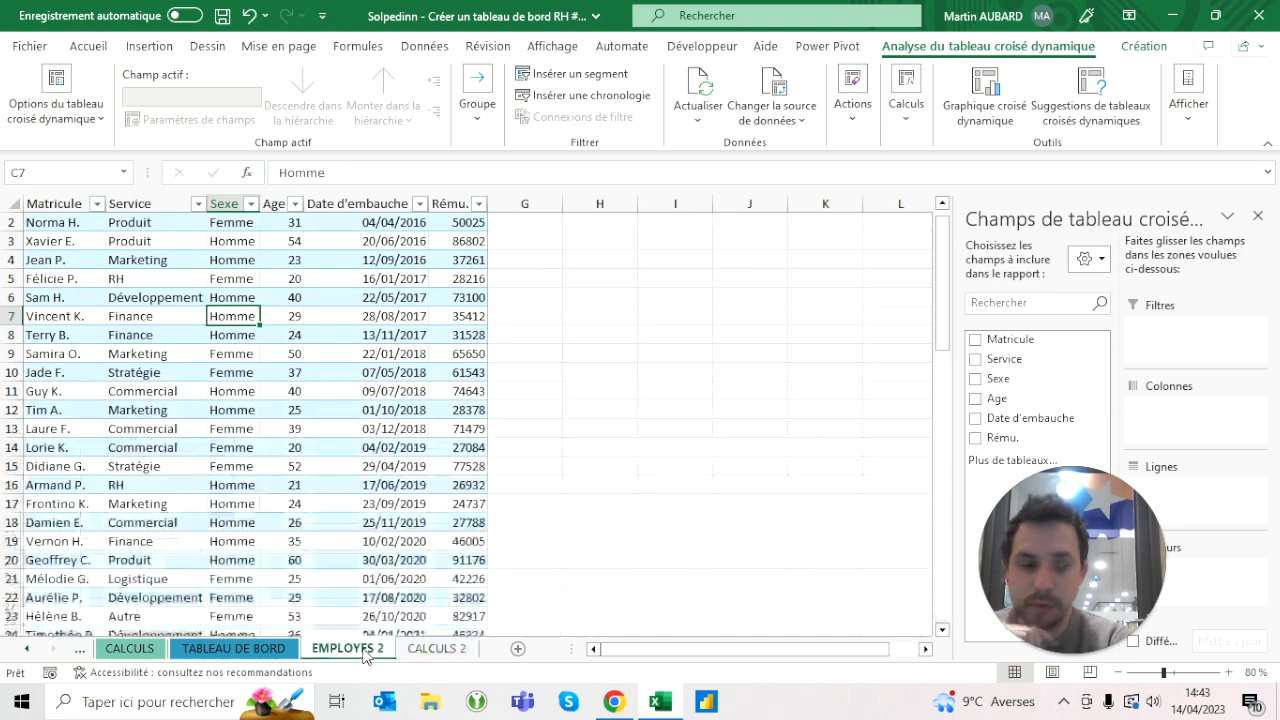 Enregistrement automatique
Solpedinn - Créer un tableau de bord RH #...
Rechercher
Martin AUBARD MA
Fichier Accueil Insertion Dessin Mise en page Formules Données Révision Affichage Automate Développeur Aide Power Pivot Analyse du tableau croisé dynamique Création
Options du tableau croisé dynamique
Champ actif :
Paramètres de champs
Descendre dans la hiérarchie
Monter dans la hiérarchie
Champ actif
Groupe
Insérer un segment
Insérer une chronologie
Connexions de filtre
Filtrer
Actualiser
Changer la source de données
Données
Actions
Calculs
Graphique croisé dynamique
Suggestions de tableaux croisés dynamiques
Outils
Afficher
C7 fx Homme
Matricule Service Sexe Age Date d'embauche Rému. G H I J K L
2 Norma H. Produit Femme 31 04/04/2016 50025
3 Xavier E. Produit Homme 54 20/06/2016 86802
4 Jean P. Marketing Homme 23 12/09/2016 37261
5 Félicie P. RH Femme 20 16/01/2017 28216
6 Sam H. Développement Homme 40 22/05/2017 73100
7 Vincent K. Finance Homme 29 28/08/2017 35412
8 Terry B. Finance Homme 24 13/11/2017 31528
9 Samira O. Marketing Femme 50 22/01/2018 65650
10 Jade F. Stratégie Femme 37 07/05/2018 61543
11 Guy K. Commercial Homme 40 09/07/2018 74643
12 Tim A. Marketing Homme 25 01/10/2018 28378
13 Laure F. Commercial Femme 39 03/12/2018 71479
14 Lorie K. Commercial Femme 20 04/02/2019 27084
15 Didiane G. Stratégie Femme 52 29/04/2019 77528
16 Armand P. RH Homme 21 17/06/2019 26932
17 Frontino K. Marketing Homme 24 23/09/2019 24737
18 Damien E. Commercial Homme 26 25/11/2019 27788
19 Vernon H. Finance Homme 35 10/02/2020 46005
20 Geoffrey C. Produit Homme 60 30/03/2020 91176
21 Mélodie G. Logistique Femme 25 01/06/2020 42226
22 Aurélie P. Développement Femme 29 17/08/2020 32802
23 Hélène B. Autre Femme 53 26/10/2020 82917
Champs de tableau croisé...
Choisissez les champs à inclure dans le rapport :
Faites glisser les champs dans les zones voulues ci-dessous:
Rechercher
Matricule
Service
Sexe
Age
Date d'embauche
Rému.
Plus de tableaux...
Filtres
Colonnes
Lignes
Différé... Mettre à jour
... CALCULS TABLEAU DE BORD EMPLOYES 2 CALCULS 2
Prêt Accessibilité : consultez nos recommandations 80 %
Taper ici pour rechercher
9°C Averses
14:43
14/04/2023
10